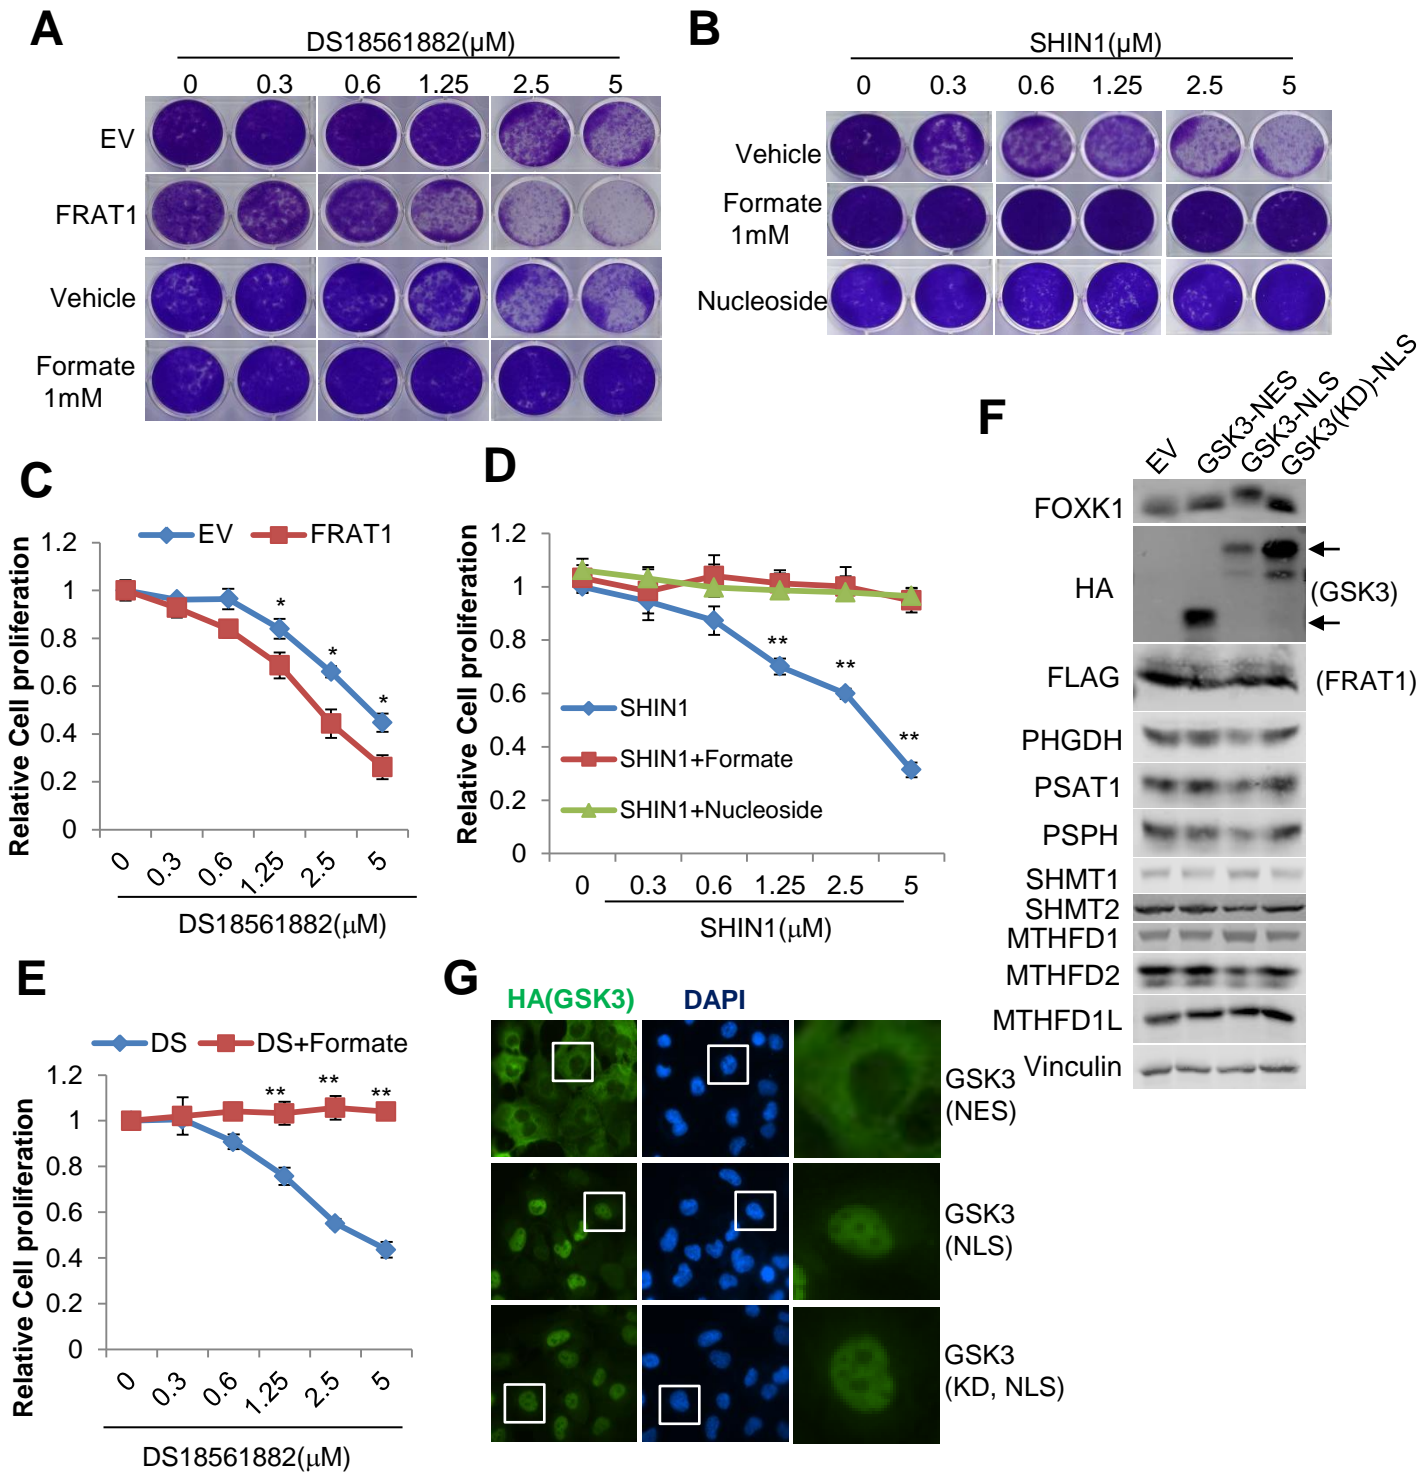 A
DS18561882(µM)
0 0.3 0.6 1.25 2.5 5
EV
FRAT1
Vehicle
Formate
1mM
B
SHIN1(µM)
0 0.3 0.6 1.25 2.5 5
Vehicle
Formate
1mM
Nucleoside
C
EV FRAT1
Relative Cell proliferation
1.2
1
0.8
0.6
0.4
0.2
0
* * *
0 0.3 0.6 1.25 2.5 5
DS18561882(µM)
D
Relative Cell proliferation
1.2
1
0.8
0.6
0.4
0.2
0
** ** **
SHIN1
SHIN1+Formate
SHIN1+Nucleoside
0 0.3 0.6 1.25 2.5 5
SHIN1(µM)
E
DS DS+Formate
Relative Cell proliferation
1.2
1
0.8
0.6
0.4
0.2
0
** ** **
0 0.3 0.6 1.25 2.5 5
DS18561882(µM)
F
EV GSK3-NES GSK3-NLS GSK3(KD)-NLS
FOXK1
HA (GSK3)
FLAG (FRAT1)
PHGDH
PSAT1
PSPH
SHMT1
SHMT2
MTHFD1
MTHFD2
MTHFD1L
Vinculin
G
HA(GSK3) DAPI
GSK3
(NES)
GSK3
(NLS)
GSK3
(KD, NLS)